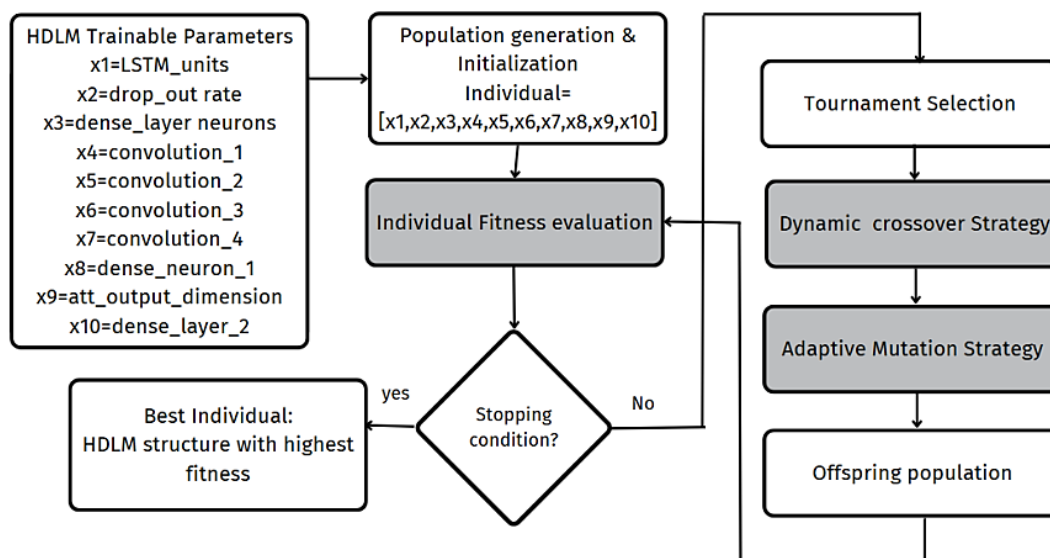 HDLM Trainable Parameters
x1=LSTM_units
x2=drop_out rate
x3=dense_layer neurons
x4=convolution_1
x5=convolution_2
x6=convolution_3
x7=convolution_4
x8=dense_neuron_1
x9=att_output_dimension
x10=dense_layer_2
Population generation &
Initialization
Individual=
[x1,x2,x3,x4,x5,x6,x7,x8,x9,x10]
Individual Fitness evaluation
Stopping
condition?
yes
No
Best Individual:
HDLM structure with highest
fitness
Tournament Selection
Dynamic crossover Strategy
Adaptive Mutation Strategy
Offspring population